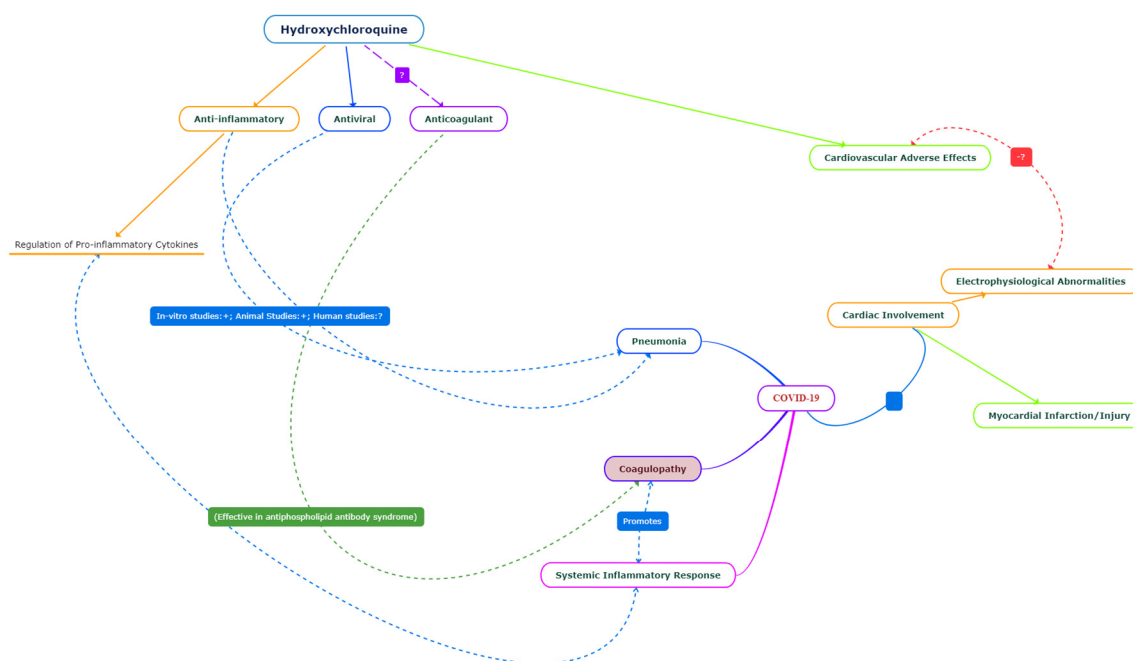 Hydroxychloroquine
?
Anti-inflammatory
Antiviral
Anticoagulant
Cardiovascular Adverse Effects
-?
Regulation of Pro-inflammatory Cytokines
Electrophysiological Abnormalities
In-vitro studies:+; Animal Studies:+; Human studies:?
Cardiac Involvement
Pneumonia
COVID-19
Myocardial Infarction/Injury
Coagulopathy
(Effective in antiphospholipid antibody syndrome)
Promotes
Systemic Inflammatory Response